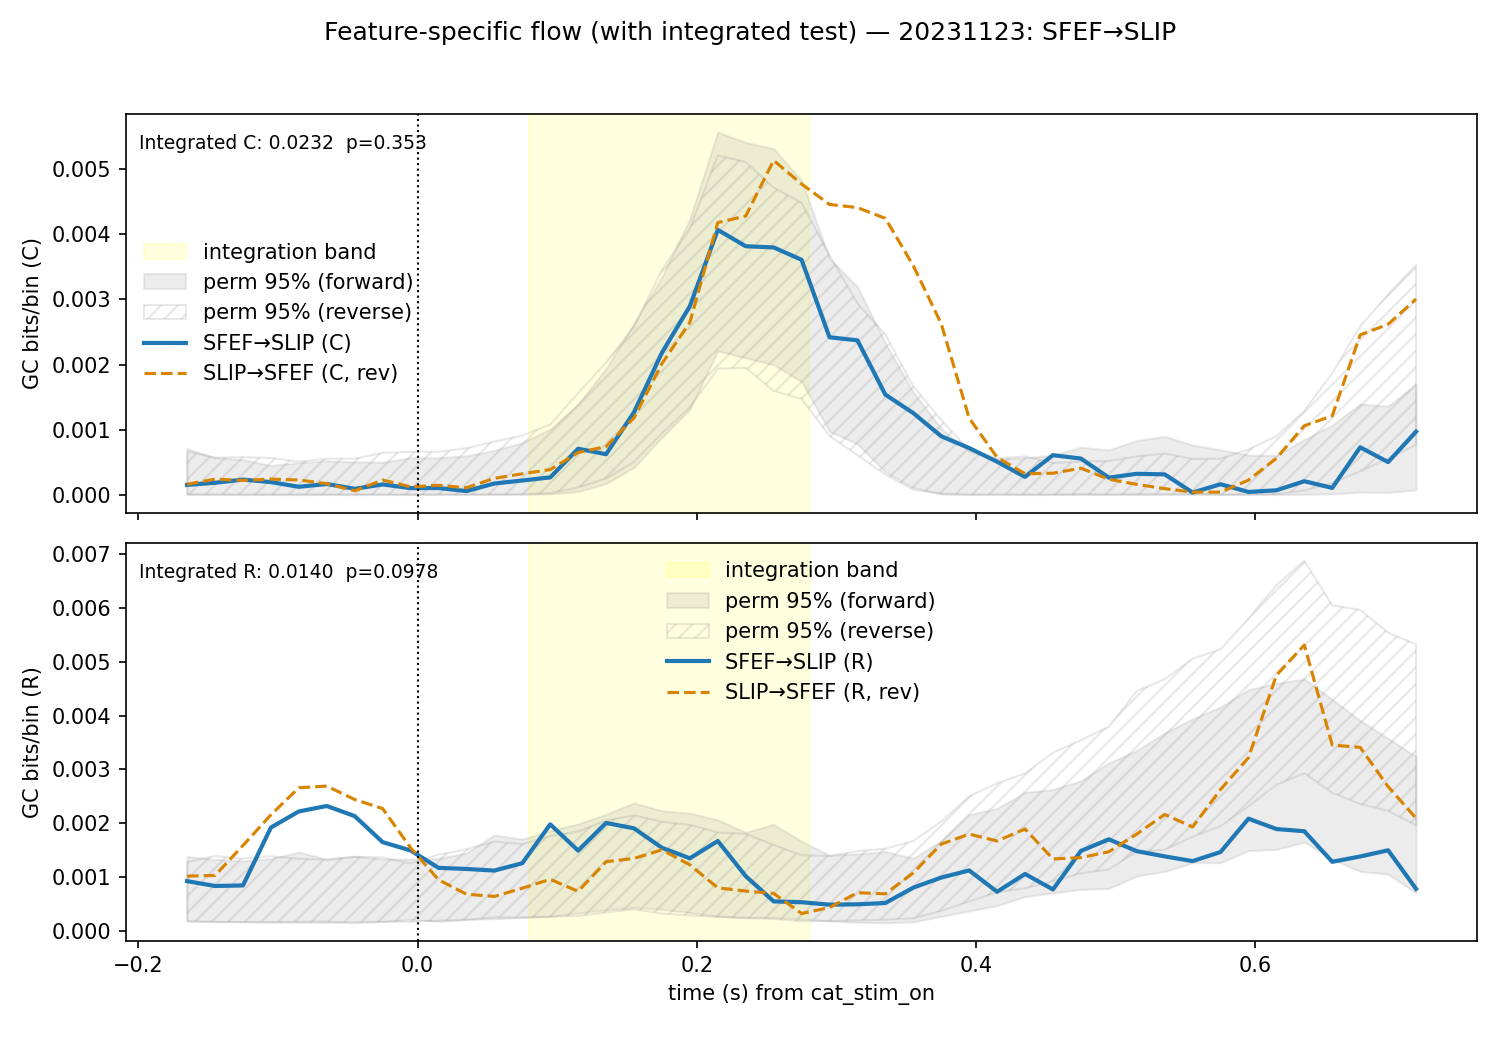 Feature-specific flow (with integrated test) — 20231123: SFEF→SLIP
Integrated C: 0.0232  p=0.353
GC bits/bin (C)
0.005
0.004
0.003
0.002
0.001
0.000
integration band
perm 95% (forward)
perm 95% (reverse)
SFEF→SLIP (C)
SLIP→SFEF (C, rev)
Integrated R: 0.0140  p=0.0978
GC bits/bin (R)
0.007
0.006
0.005
0.004
0.003
0.002
0.001
0.000
integration band
perm 95% (forward)
perm 95% (reverse)
SFEF→SLIP (R)
SLIP→SFEF (R, rev)
−0.2
0.0
0.2
0.4
0.6
time (s) from cat_stim_on